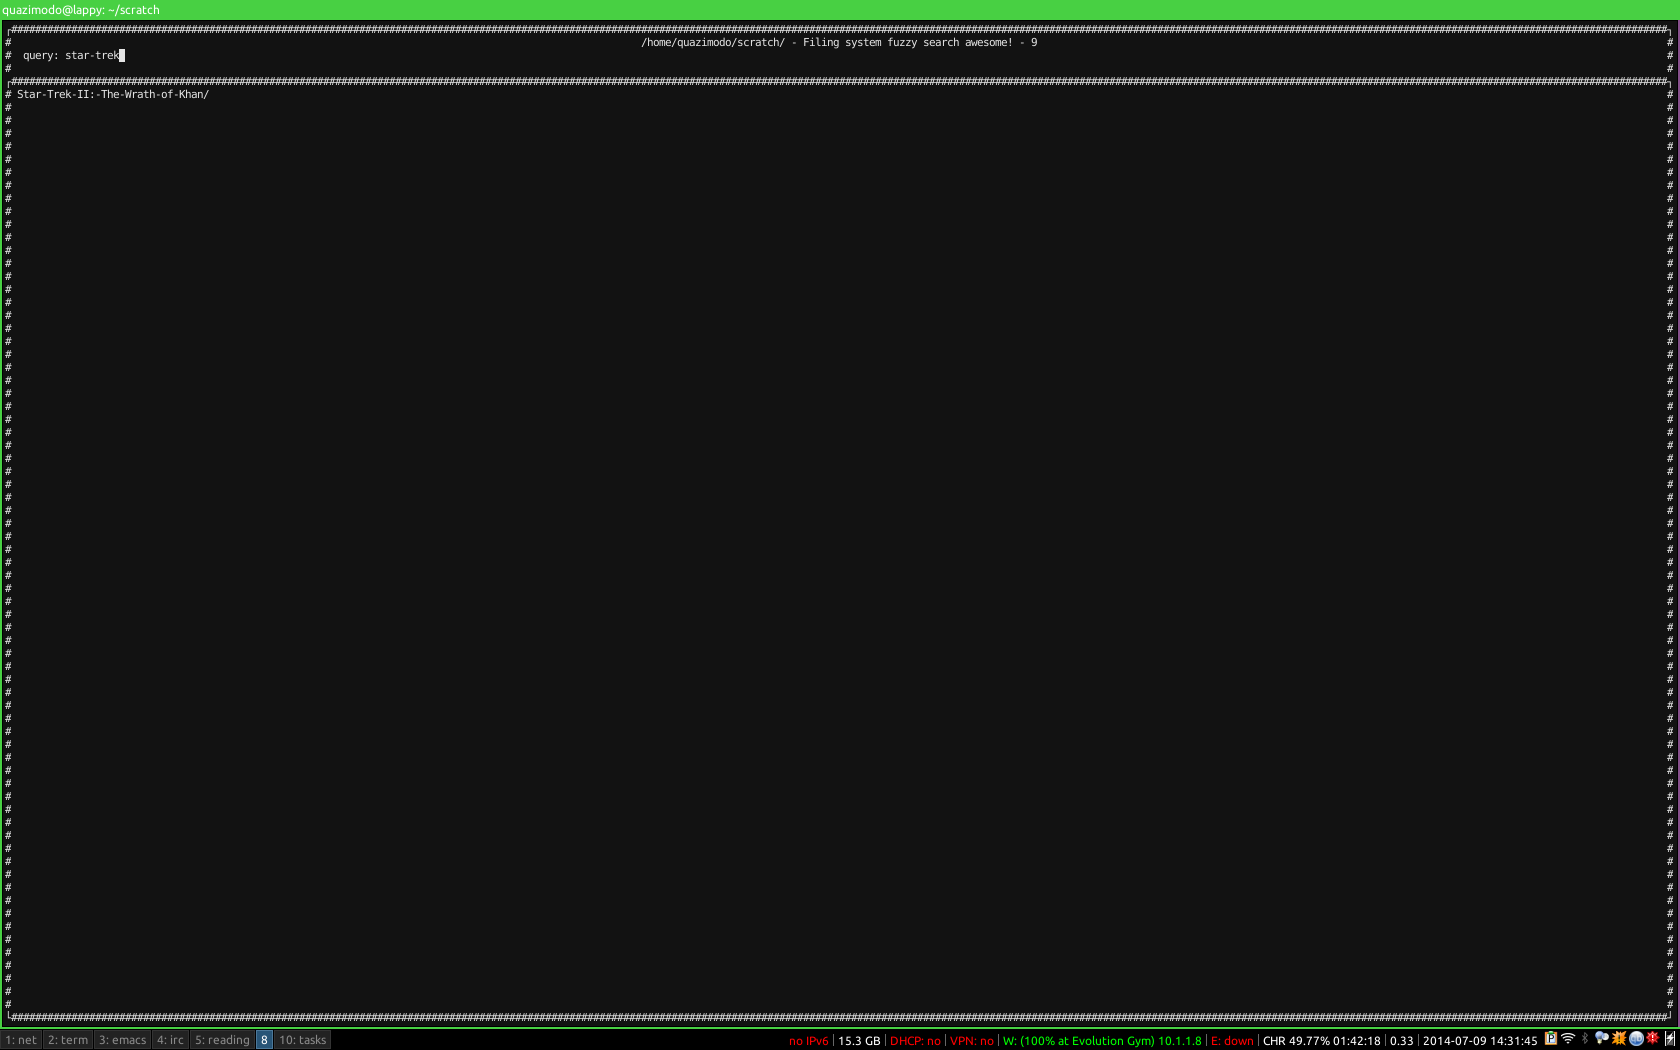 quazimodo@lappy: ~/scratch
/home/quazimodo/scratch/ - Filing system fuzzy search awesome! - 9
query: star-trek
Star-Trek-II:-The-Wrath-of-Khan/
1: net 2: term 3: emacs 4: irc 5: reading 8 10: tasks no IPv6 | 15.3 GB | DHCP: no | VPN: no | W: (100% at Evolution Gym) 10.1.1.8 | E: down | CHR 49.77% 01:42:18 | 0.33 | 2014-07-09 14:31:45